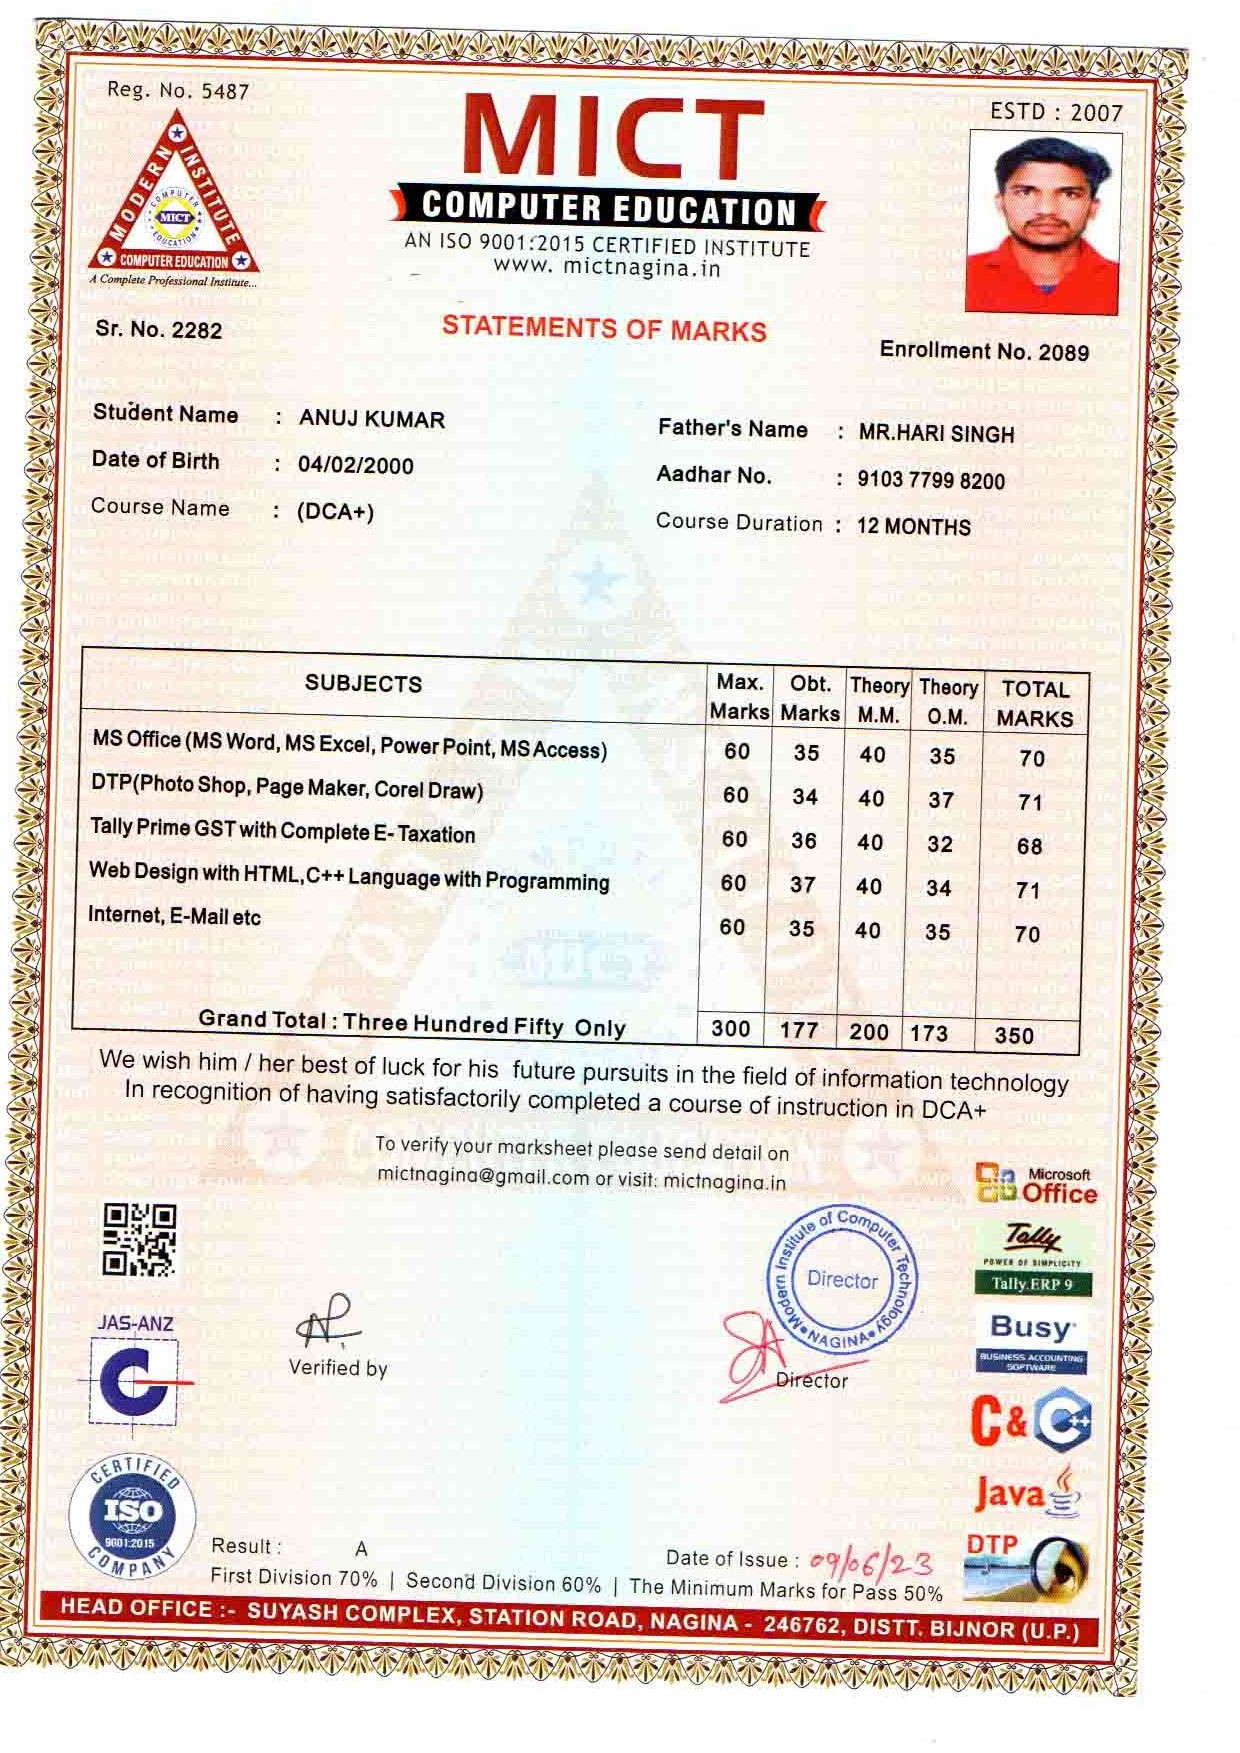 Reg. No. 5487
ESTD : 2007
MICT
COMPUTER EDUCATION
AN ISO 9001:2015 CERTIFIED INSTITUTE
www. mictnagina.in
MODERN INSTITUTE
COMPUTER EDUCATION
MICT
COMPUTER EDUCATION
A Complete Professional Institute...
Sr. No. 2282
STATEMENTS OF MARKS
Enrollment No. 2089
Student Name : ANUJ KUMAR
Father's Name : MR.HARI SINGH
Date of Birth : 04/02/2000
Aadhar No. : 9103 7799 8200
Course Name : (DCA+)
Course Duration : 12 MONTHS
SUBJECTS Max. Marks Obt. Marks Theory M.M. Theory O.M. TOTAL MARKS
MS Office (MS Word, MS Excel, Power Point, MS Access) 60 35 40 35 70
DTP(Photo Shop, Page Maker, Corel Draw) 60 34 40 37 71
Tally Prime GST with Complete E- Taxation 60 36 40 32 68
Web Design with HTML,C++ Language with Programming 60 37 40 34 71
Internet, E-Mail etc 60 35 40 35 70
Grand Total : Three Hundred Fifty Only 300 177 200 173 350
We wish him / her best of luck for his future pursuits in the field of information technology
In recognition of having satisfactorily completed a course of instruction in DCA+
To verify your marksheet please send detail on
mictnagina@gmail.com or visit: mictnagina.in
Microsoft
Office
Tally
POWER OF SIMPLICITY
Tally.ERP 9
Busy
BUSINESS ACCOUNTING
SOFTWARE
C & C++
Java
DTP
JAS-ANZ
C
Verified by
Modern Institute of Computer Technology
NAGINA
Director
Director
CERTIFIED
ISO
9001:2015
COMPANY
Result : A
Date of Issue : 09/06/23
First Division 70% | Second Division 60% | The Minimum Marks for Pass 50%
HEAD OFFICE :- SUYASH COMPLEX, STATION ROAD, NAGINA - 246762, DISTT. BIJNOR (U.P.)